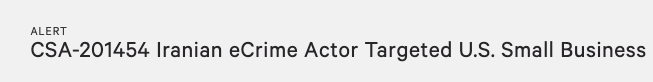 ALERT
CSA-201454 Iranian eCrime Actor Targeted U.S. Small Business